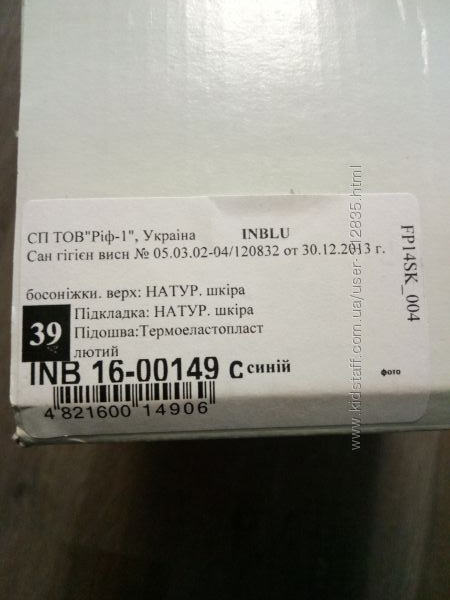 СП ТОВ"Ріф-1", Україна INBLU
Сан гігієн висн № 05.03.02-04/120832 от 30.12.2013 г.
босоніжки. верх: НАТУР. шкіра
39 Підкладка: НАТУР. шкіра
Підошва:Термоеластопласт
лютий
INB 16-00149 с синій
фото
4 821600 14906
FP14SK_004
www.kidstaff.com.ua/user-112835.html